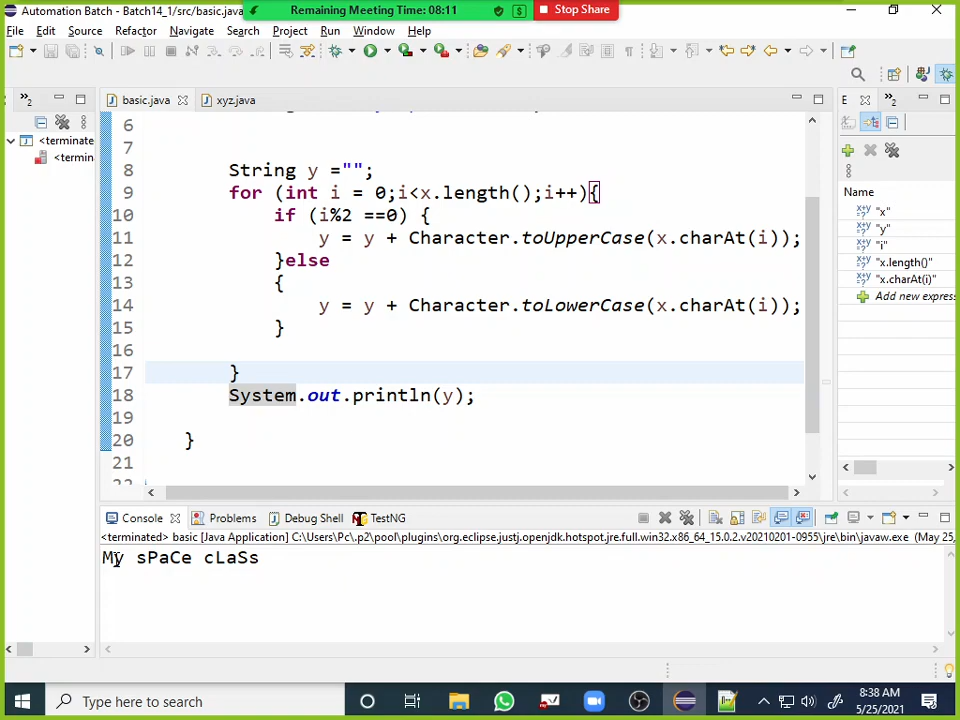 Automation Batch - Batch14_1/src/basic.java
Remaining Meeting Time: 08:11
Stop Share
File Edit Source Refactor Navigate Search Project Run Window Help
basic.java
xyz.java
E
<terminate
<termin
6
7
8 String y ="";
9 for (int i = 0;i<x.length();i++){
10 if (i%2 ==0) {
11 y = y + Character.toUpperCase(x.charAt(i));
12 }else
13 {
14 y = y + Character.toLowerCase(x.charAt(i));
15 }
16
17 }
18 System.out.println(y);
19
20 }
21
22
Name
"x"
"y"
"i"
"x.length()"
"x.charAt(i)"
Add new expres
Console Problems Debug Shell TestNG
<terminated> basic [Java Application] C:\Users\Pc\.p2\pool\plugins\org.eclipse.justj.openjdk.hotspot.jre.full.win32.x86_64_15.0.2.v20210201-0955\jre\bin\javaw.exe (May 25,
My sPaCe cLaSs
Type here to search
8:38 AM
5/25/2021